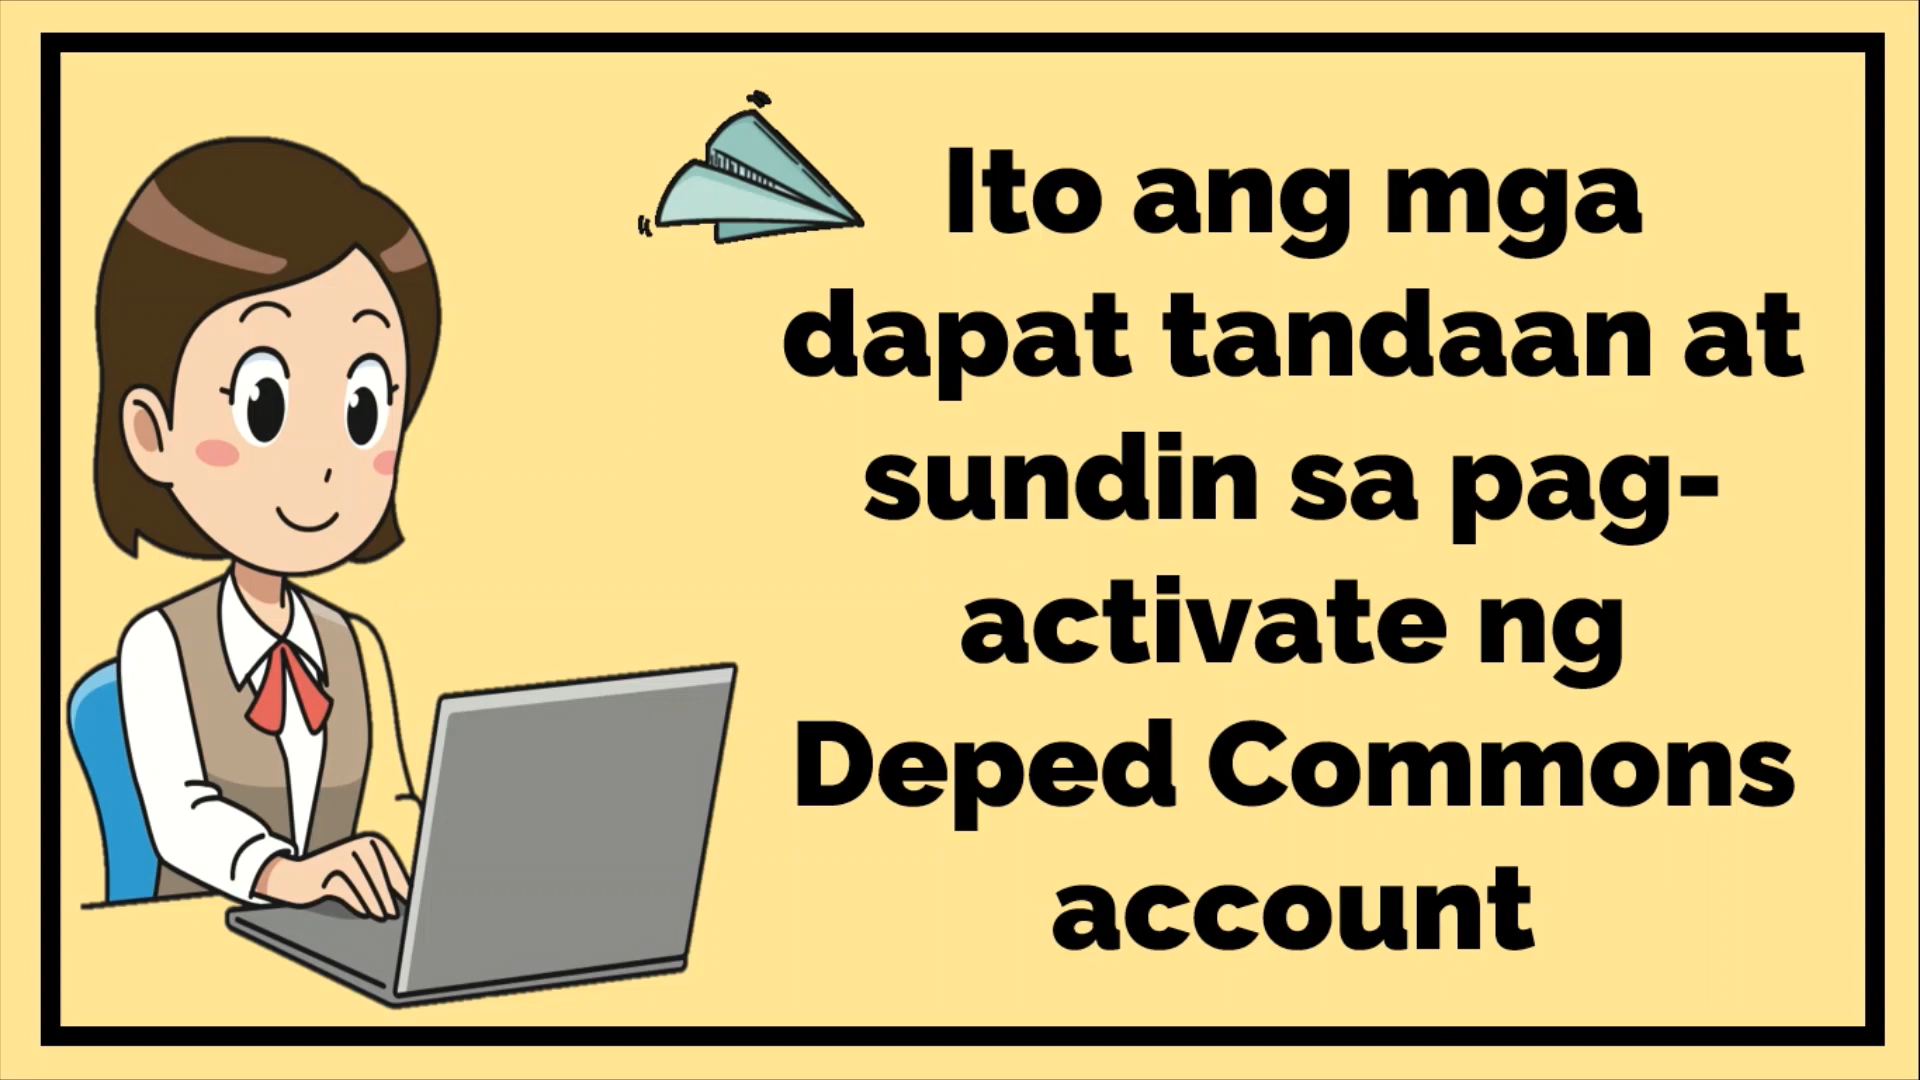 Ito ang mga
dapat tandaan at
sundin sa pag-
activate ng
Deped Commons
account